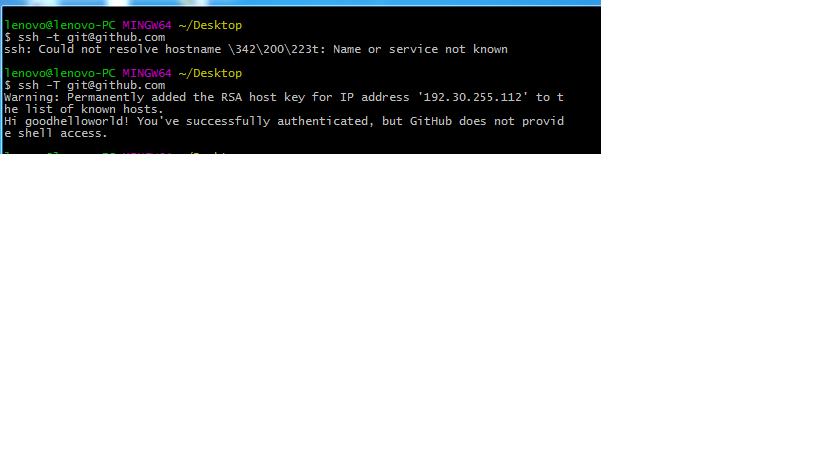 lenovo@lenovo-PC MINGW64 ~/Desktop
$ ssh –t git@github.com
ssh: Could not resolve hostname \342\200\223t: Name or service not known
lenovo@lenovo-PC MINGW64 ~/Desktop
$ ssh -T git@github.com
Warning: Permanently added the RSA host key for IP address '192.30.255.112' to t
he list of known hosts.
Hi goodhelloworld! You've successfully authenticated, but GitHub does not provid
e shell access.